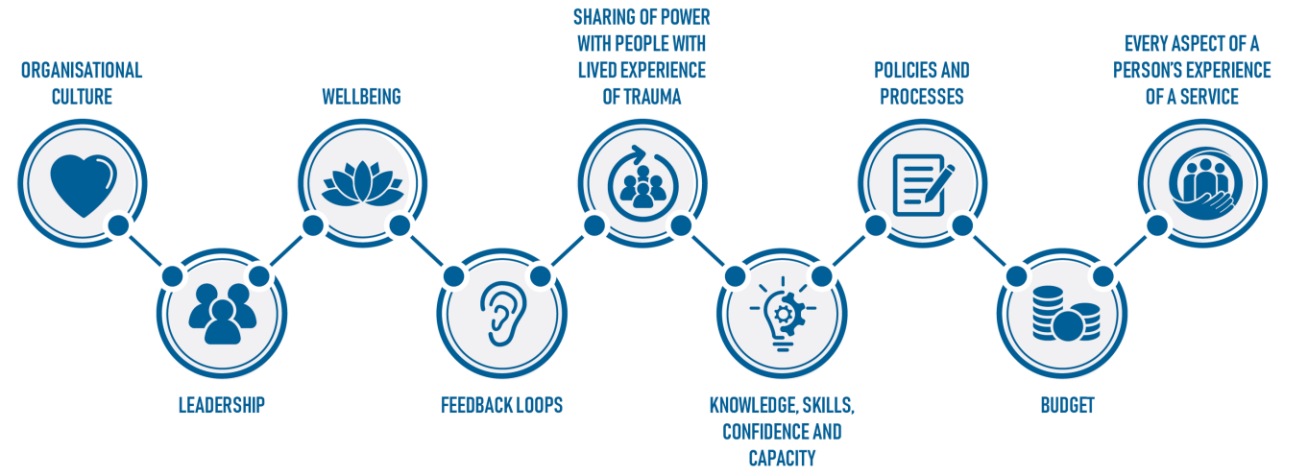 ORGANISATIONAL
CULTURE
LEADERSHIP
WELLBEING
FEEDBACK LOOPS
SHARING OF POWER
WITH PEOPLE WITH
LIVED EXPERIENCE
OF TRAUMA
KNOWLEDGE, SKILLS,
CONFIDENCE AND
CAPACITY
POLICIES AND
PROCESSES
BUDGET
EVERY ASPECT OF A
PERSON'S EXPERIENCE
OF A SERVICE